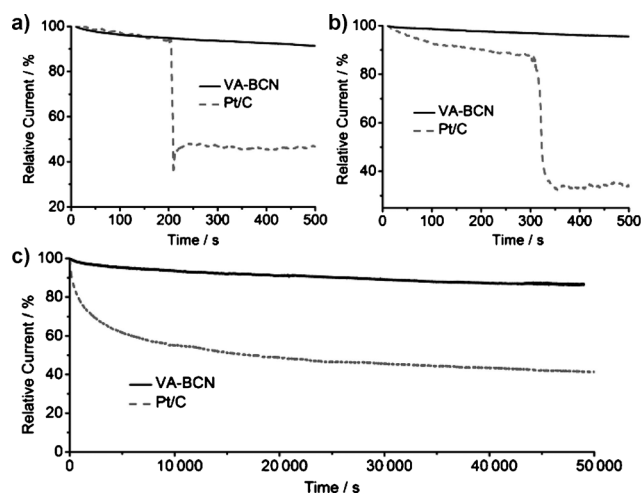 a)
Relative Current / %
100
80
60
40
20
VA-BCN
Pt/C
0 100 200 300 400 500
Time / s
b)
Relative Current / %
100
80
60
40
VA-BCN
Pt/C
0 100 200 300 400 500
Time / s
c)
Relative Current / %
100
80
60
40
20
0
VA-BCN
Pt/C
0 10 000 20 000 30 000 40 000 50 000
Time / s